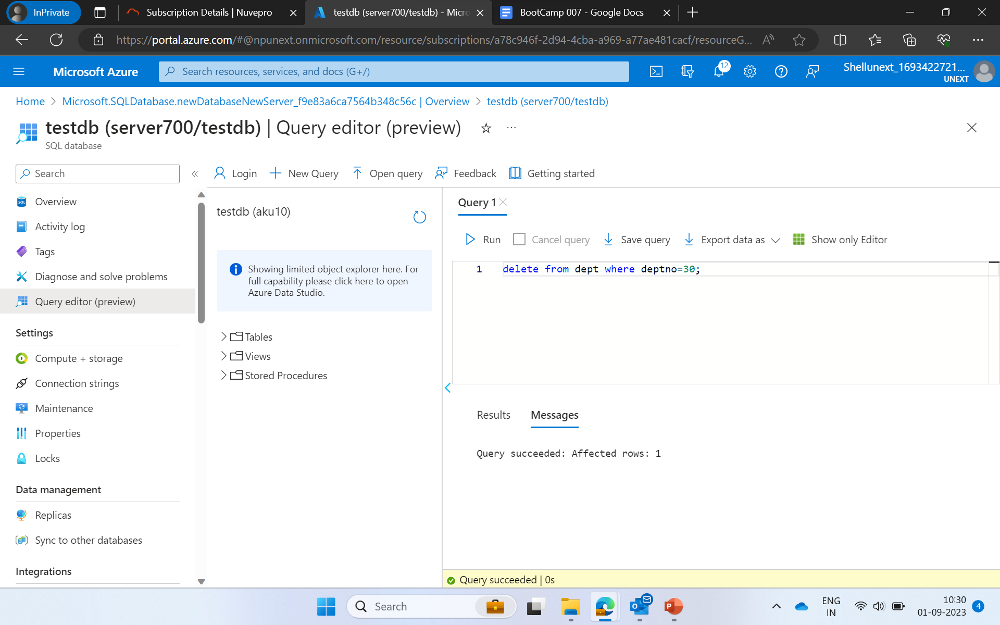 InPrivate
Subscription Details | Nuvepro
testdb (server700/testdb) - Micro
BootCamp 007 - Google Docs
https://portal.azure.com/#@npunext.onmicrosoft.com/resource/subscriptions/a78c946f-2d94-4cba-a969-a77ae481cacf/resourceG...
Microsoft Azure
Search resources, services, and docs (G+/)
12
Shellunext_1693422721...
UNEXT
Home > Microsoft.SQLDatabase.newDatabaseNewServer_f9e83a6ca7564b348c56c | Overview > testdb (server700/testdb)
testdb (server700/testdb) | Query editor (preview)
SQL database
Search
Login
New Query
Open query
Feedback
Getting started
Overview
Activity log
Tags
Diagnose and solve problems
Query editor (preview)
Settings
Compute + storage
Connection strings
Maintenance
Properties
Locks
Data management
Replicas
Sync to other databases
Integrations
testdb (aku10)
Showing limited object explorer here. For
full capability please click here to open
Azure Data Studio.
Tables
Views
Stored Procedures
Query 1
Run
Cancel query
Save query
Export data as
Show only Editor
1 delete from dept where deptno=30;
Results
Messages
Query succeeded: Affected rows: 1
Query succeeded | 0s
Search
ENG
IN
10:30
01-09-2023
4